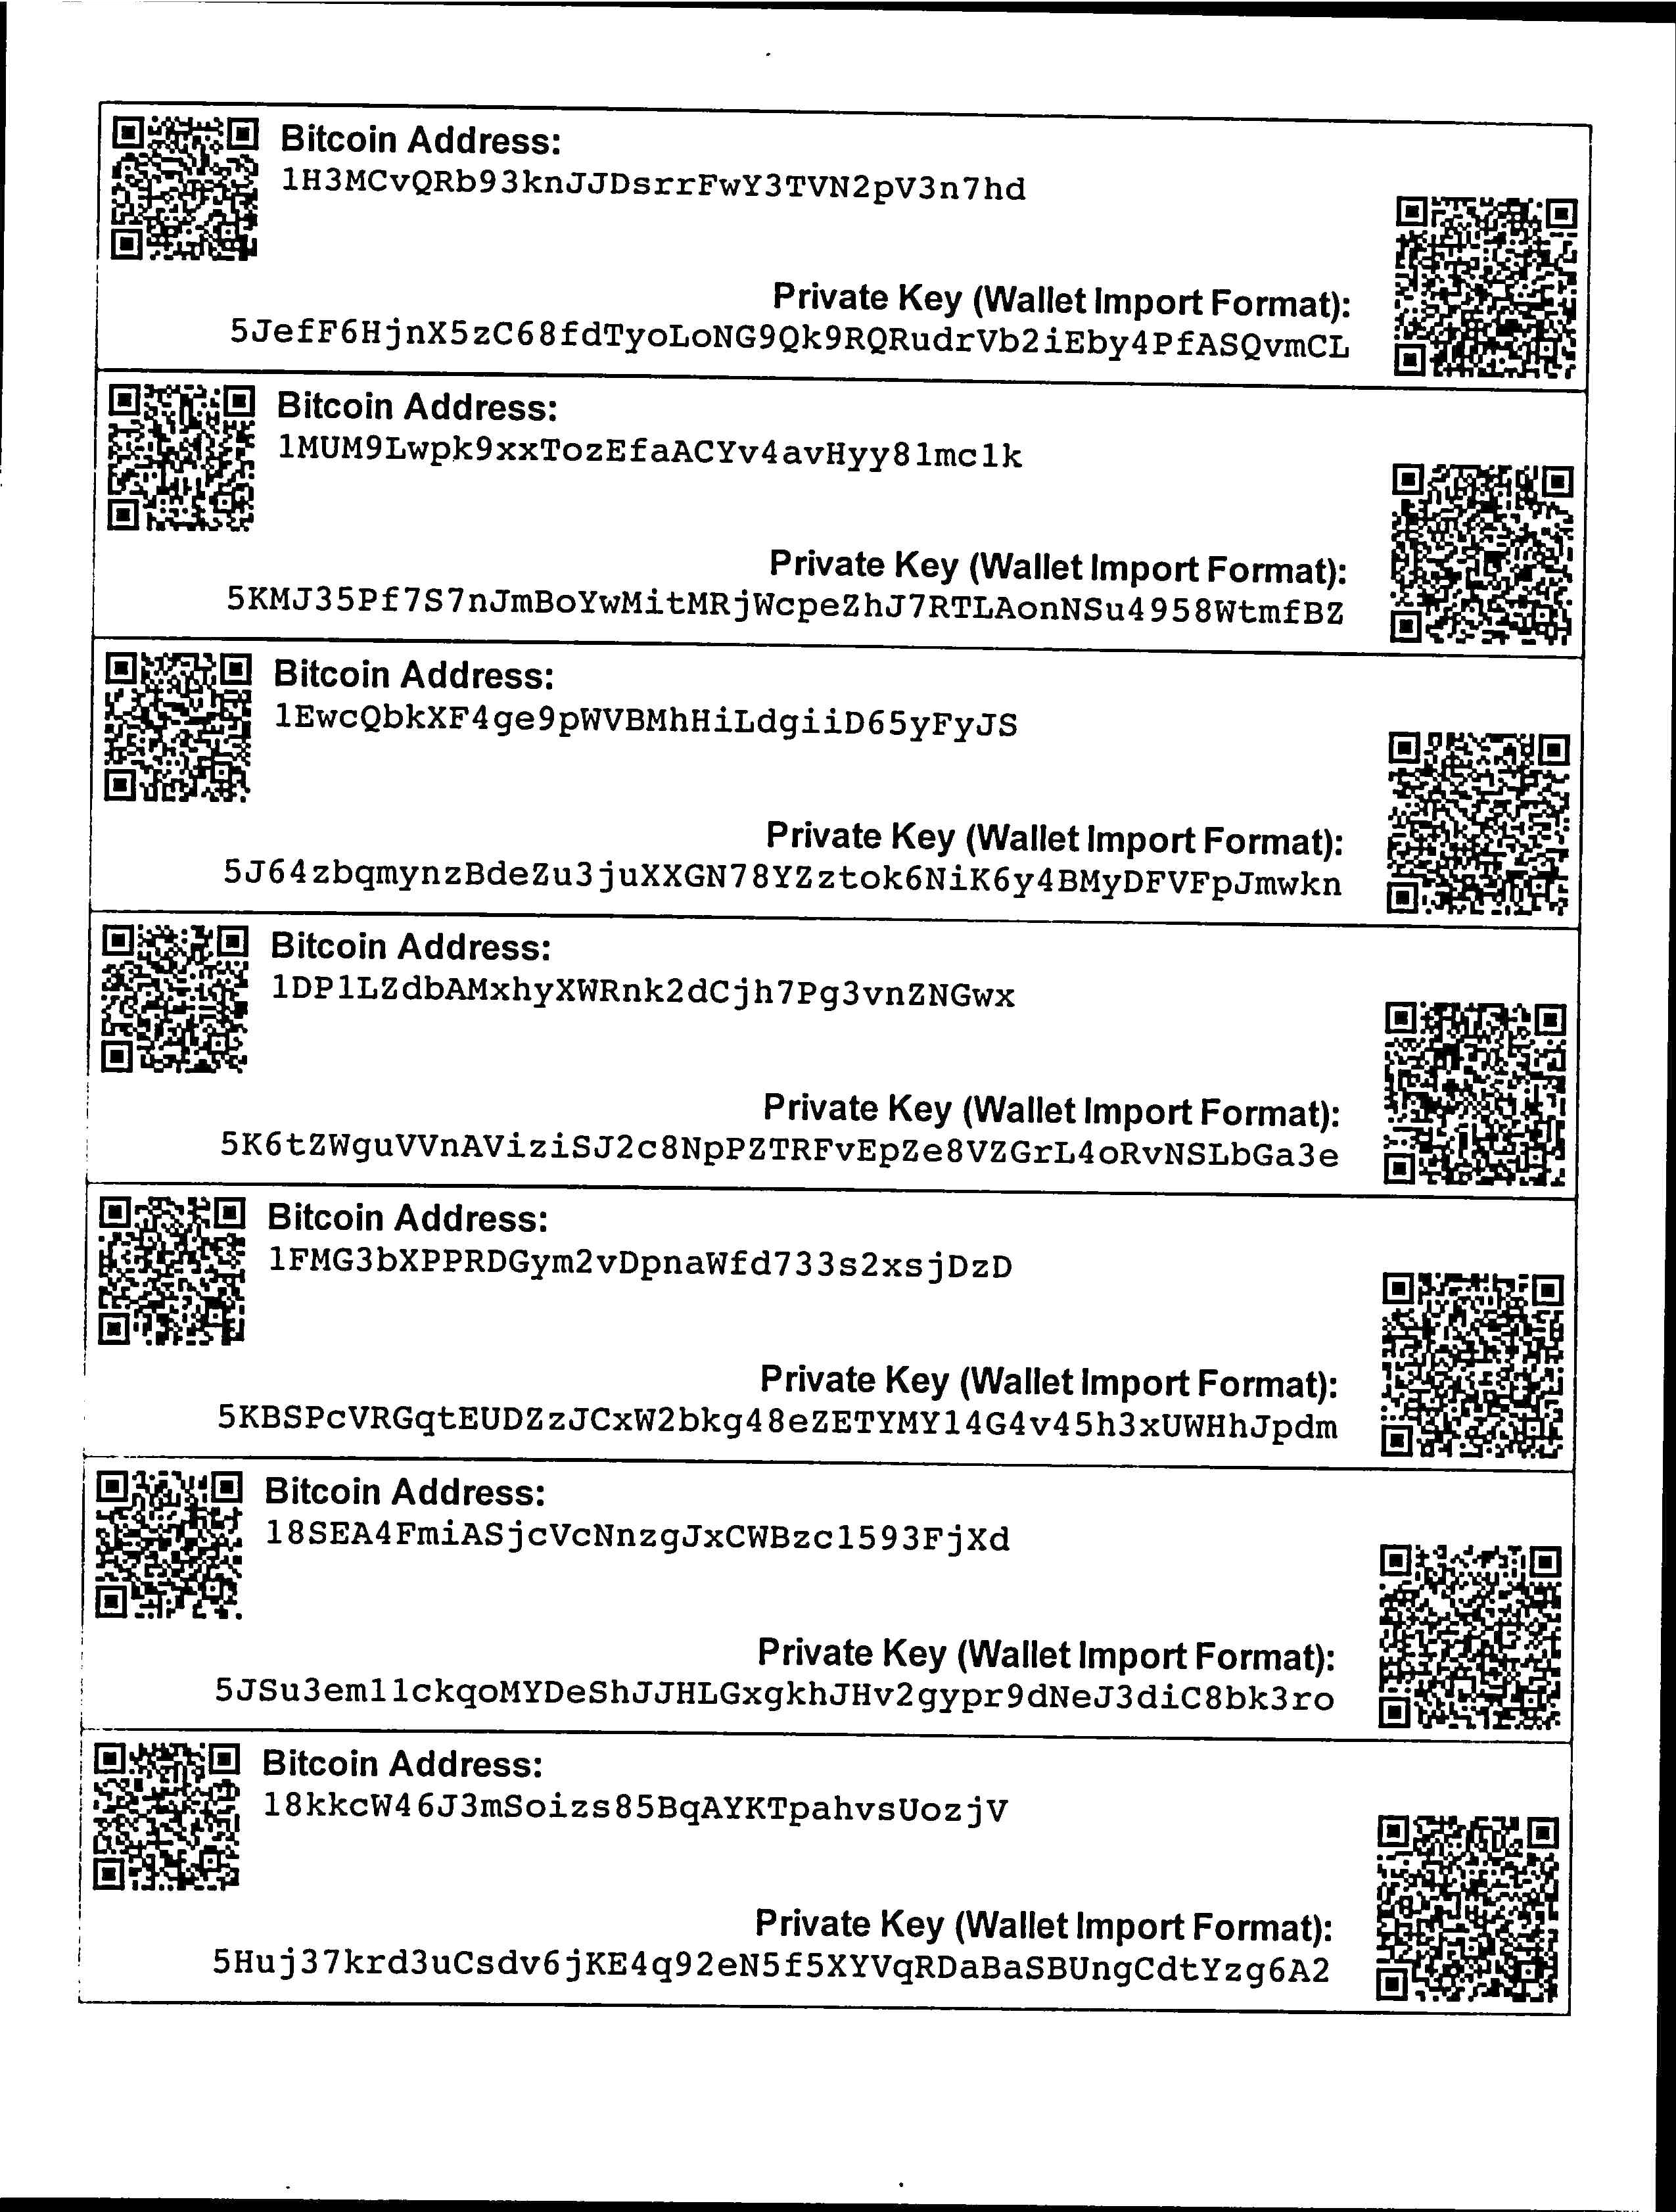 Bitcoin Address:
1H3MCvQRb93knJJDsrrFwY3TVN2pV3n7hd
Private Key (Wallet Import Format):
5JefF6HjnX5zC68fdTyoLoNG9Qk9RQRudrVb2iEby4PfASQvmCL
Bitcoin Address:
1MUM9Lwpk9xxTozEfaACYv4avHyy81mc1k
Private Key (Wallet Import Format):
5KMJ35Pf7S7nJmBoYwMitMRjWcpeZhJ7RTLAonNSu4958WtmfBZ
Bitcoin Address:
1EwcQbkXF4ge9pWVBMhHiLdgiiD65yFyJS
Private Key (Wallet Import Format):
5J64zbqmynzBdeZu3juXXGN78YZztok6NiK6y4BMyDFVFpJmwkn
Bitcoin Address:
1DP1LZdbAMxhyXWRnk2dCjh7Pg3vnZNGwx
Private Key (Wallet Import Format):
5K6tZWguVVnAViziSJ2c8NpPZTRFvEpZe8VZGrL4oRvNSLbGa3e
Bitcoin Address:
1FMG3bXPPRDGym2vDpnaWfd733s2xsjDzD
Private Key (Wallet Import Format):
5KBSPcVRGqtEUDZzJCxW2bkg48eZETYMY14G4v45h3xUWHhJpdm
Bitcoin Address:
18SEA4FmiASjcVcNnzgJxCWBzc1593FjXd
Private Key (Wallet Import Format):
5JSu3em11ckqoMYDeShJJHLGxgkhJHv2gypr9dNeJ3diC8bk3ro
Bitcoin Address:
18kkcW46J3mSoizs85BqAYKTpahvsUozjV
Private Key (Wallet Import Format):
5Huj37krd3uCsdv6jKE4q92eN5f5XYVqRDaBaSBUngCdtYzg6A2